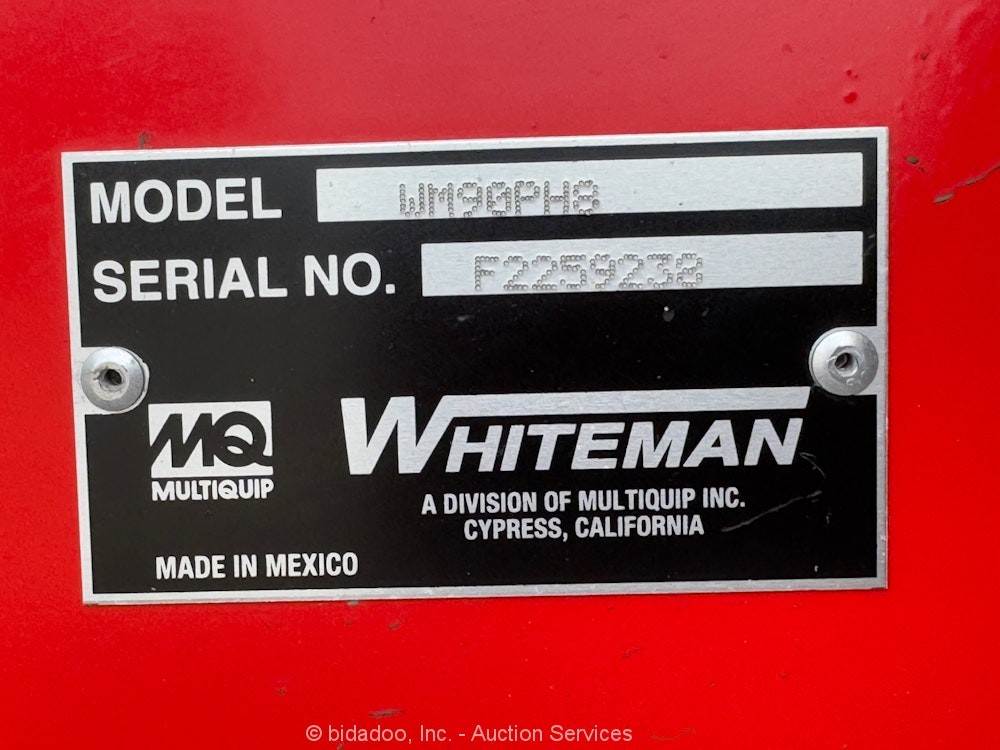 MODEL WM90PH8
SERIAL NO. F2259238
MQ
MULTIQUIP
WHITEMAN
A DIVISION OF MULTIQUIP INC.
CYPRESS, CALIFORNIA
MADE IN MEXICO
© bidadoo, Inc. - Auction Services